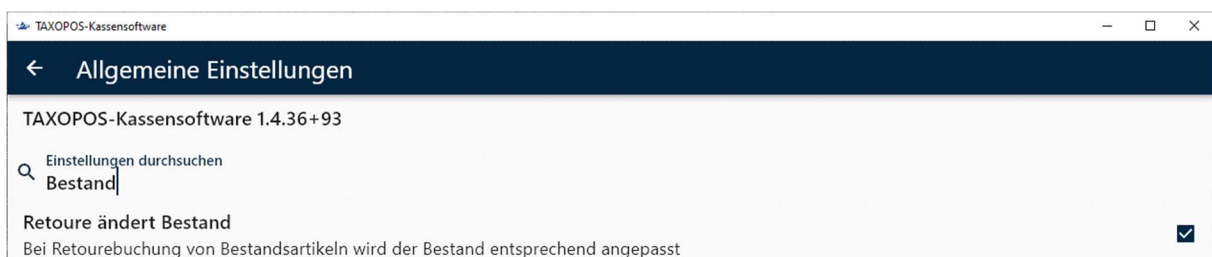 TAXOPOS-Kassensoftware
Allgemeine Einstellungen
TAXOPOS-Kassensoftware 1.4.36+93
Einstellungen durchsuchen
Bestand
Retoure ändert Bestand
Bei Retourebuchung von Bestandsartikeln wird der Bestand entsprechend angepasst